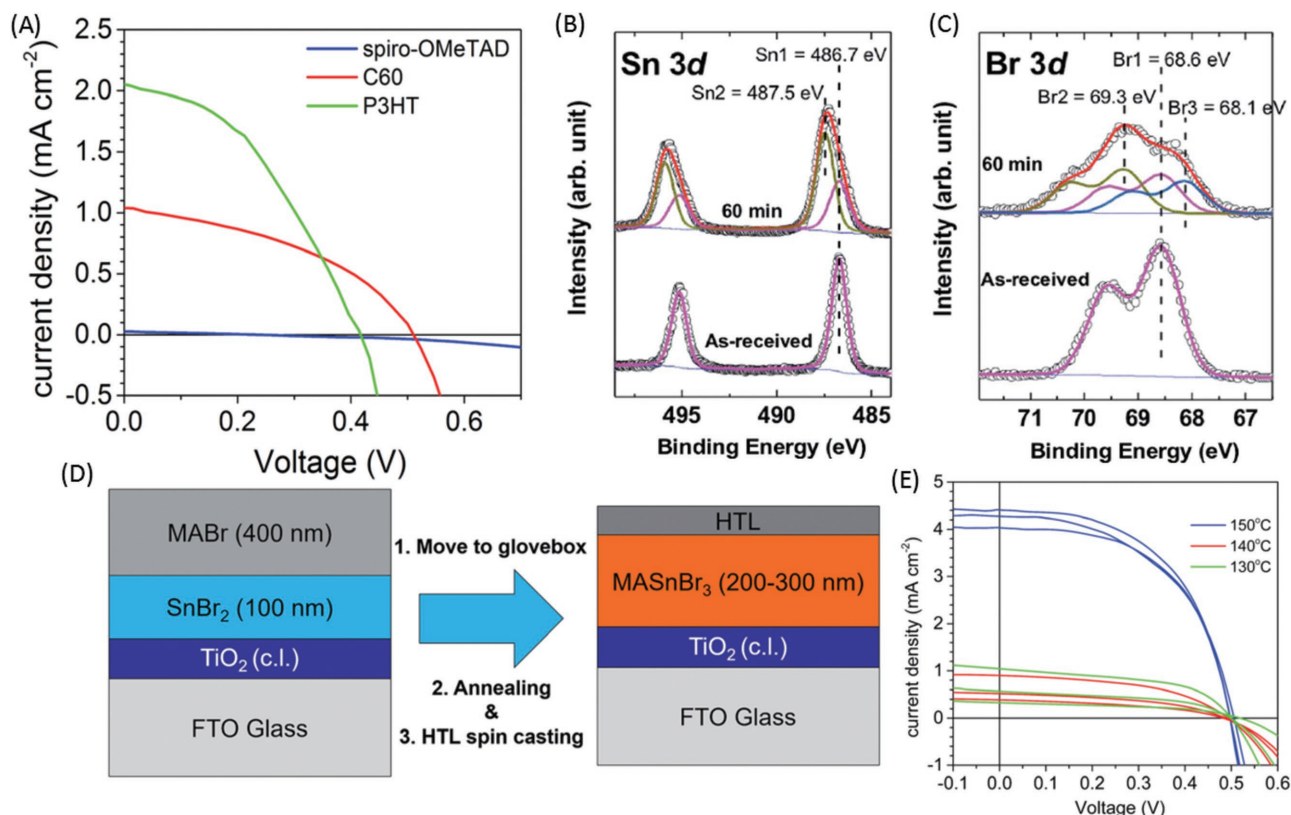 (A)
2.5
2.0
1.5
1.0
0.5
0.0
-0.5
current density (mA cm⁻²)
spiro-OMeTAD
C60
P3HT
0.0 0.2 0.4 0.6
Voltage (V)
(B)
Sn 3d
Sn1 = 486.7 eV
Sn2 = 487.5 eV
60 min
As-received
Intensity (arb. unit)
495 490 485
Binding Energy (eV)
(C)
Br 3d
Br1 = 68.6 eV
Br2 = 69.3 eV
Br3 = 68.1 eV
60 min
As-received
Intensity (arb. unit)
71 70 69 68 67
Binding Energy (eV)
(D)
MABr (400 nm)
SnBr₂ (100 nm)
TiO₂ (c.l.)
FTO Glass
1. Move to glovebox
2. Annealing
&
3. HTL spin casting
HTL
MASnBr₃ (200-300 nm)
TiO₂ (c.l.)
FTO Glass
(E)
5
4
3
2
1
0
-1
current density (mA cm⁻²)
150°C
140°C
130°C
-0.1 0.0 0.1 0.2 0.3 0.4 0.5 0.6
Voltage (V)